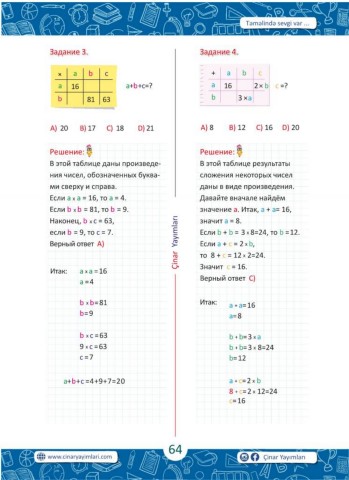 Tamalində sevgi var ...
Задание 3.
× a b c
a 16
b 81 63
a+b+c=?
A) 20 B) 17 C) 18 D) 21
Решение:
В этой таблице даны произведе-
ния чисел, обозначенных буква-
ми сверху и справа.
Если a x a = 16, то a = 4.
Если b x b = 81, то b = 9.
Наконец, b x c = 63,
если b = 9, то c = 7.
Верный ответ A)
Итак:
a x a = 16
a = 4
b x b=81
b=9
b x c = 63
9 x c = 63
c = 7
a+b+c =4+9+7=20
Задание 4.
+ a b c
a 16 2× b
b 3 ×a
c =?
A) 8 B) 12 C) 16 D) 20
Решение:
В этой таблице результаты
сложения некоторых чисел
даны в виде произведения.
Давайте вначале найдём
значение a. Итак, a + a= 16,
значит a = 8.
Если b + b = 3 x 8=24, то b =12.
Если a + c = 2 x b,
то 8 + c = 12 x 2=24.
Значит c = 16.
Верный ответ C)
Итак:
a + a=16
a=8
b + b=3 x a
b + b=3 x 8=24
b=12
a + c=2 x b
8 + c=2 x 12=24
c=16
Çinar Yayımları
www.cinaryayimlari.com
64
Çinar Yayımları